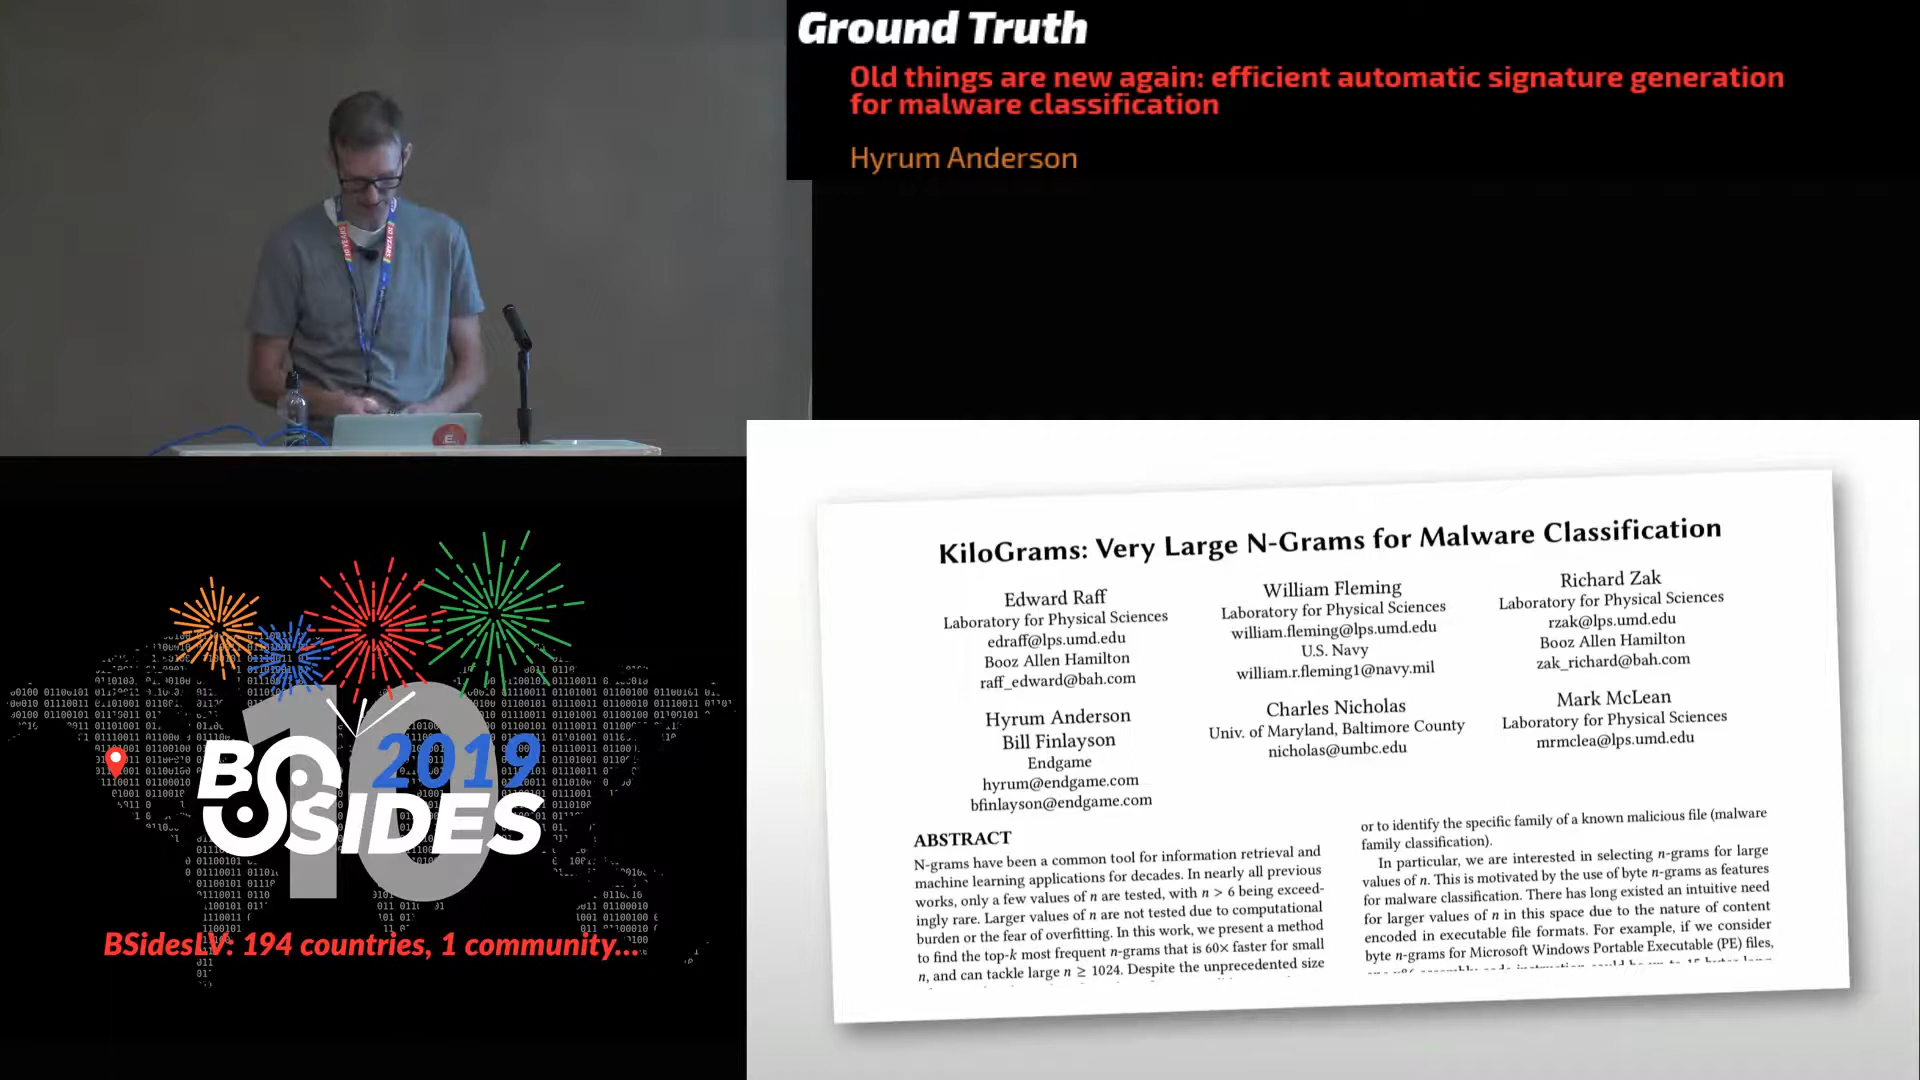 Ground Truth
Old things are new again: efficient automatic signature generation
for malware classification
Hyrum Anderson
10 YEARS
10 YEARS
E.
KiloGrams: Very Large N-Grams for Malware Classification
Edward Raff
Laboratory for Physical Sciences
edraff@lps.umd.edu
Booz Allen Hamilton
raff_edward@bah.com
William Fleming
Laboratory for Physical Sciences
william.fleming@lps.umd.edu
U.S. Navy
william.r.fleming1@navy.mil
Richard Zak
Laboratory for Physical Sciences
rzak@lps.umd.edu
Booz Allen Hamilton
zak_richard@bah.com
Hyrum Anderson
Bill Finlayson
Endgame
hyrum@endgame.com
bfinlayson@endgame.com
Charles Nicholas
Univ. of Maryland, Baltimore County
nicholas@umbc.edu
Mark McLean
Laboratory for Physical Sciences
mrmclea@lps.umd.edu
ABSTRACT
N-grams have been a common tool for information retrieval and
machine learning applications for decades. In nearly all previous
works, only a few values of n are tested, with n > 6 being exceed-
ingly rare. Larger values of n are not tested due to computational
burden or the fear of overfitting. In this work, we present a method
to find the top-k most frequent n-grams that is 60× faster for small
n, and can tackle large n ≥ 1024. Despite the unprecedented size
or to identify the specific family of a known malicious file (malware
family classification).
In particular, we are interested in selecting n-grams for large
values of n. This is motivated by the use of byte n-grams as features
for malware classification. There has long existed an intuitive need
for larger values of n in this space due to the nature of content
encoded in executable file formats. For example, if we consider
byte n-grams for Microsoft Windows Portable Executable (PE) files,
10
2019
BSIDES
BSidesLV: 194 countries, 1 community...